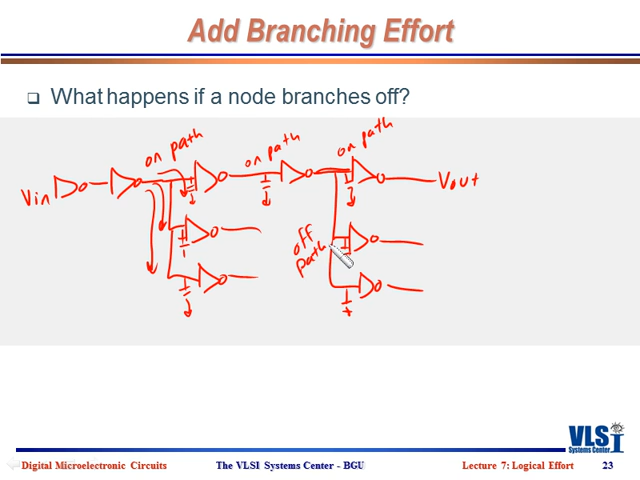 Add Branching Effort
What happens if a node branches off?
on path
on path
on path
Vin
Vout
off
path
VLSI
Systems Center
Digital Microelectronic Circuits
The VLSI Systems Center - BGU
Lecture 7: Logical Effort
23